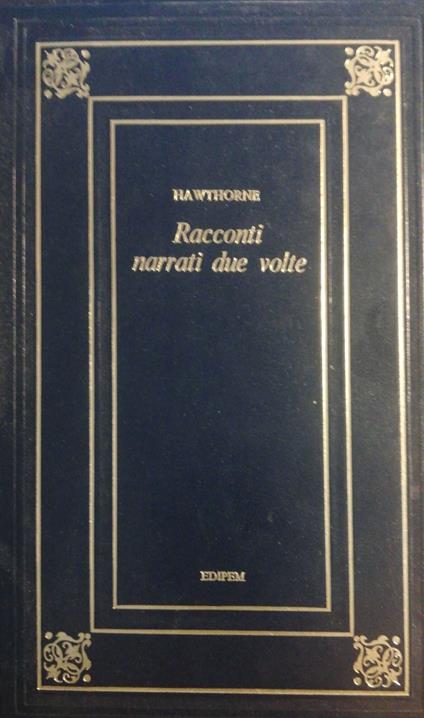 HAWTHORNE
Racconti
narrati due volte
EDIPEM